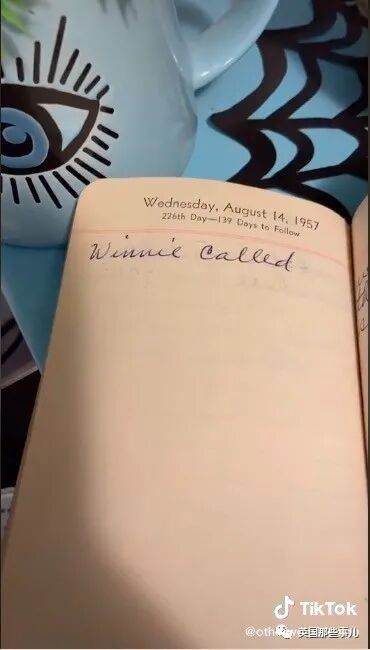 Wednesday, August 14, 1957
226th Day—139 Days to Follow
Winnie Called
TikTok
英国那些事儿